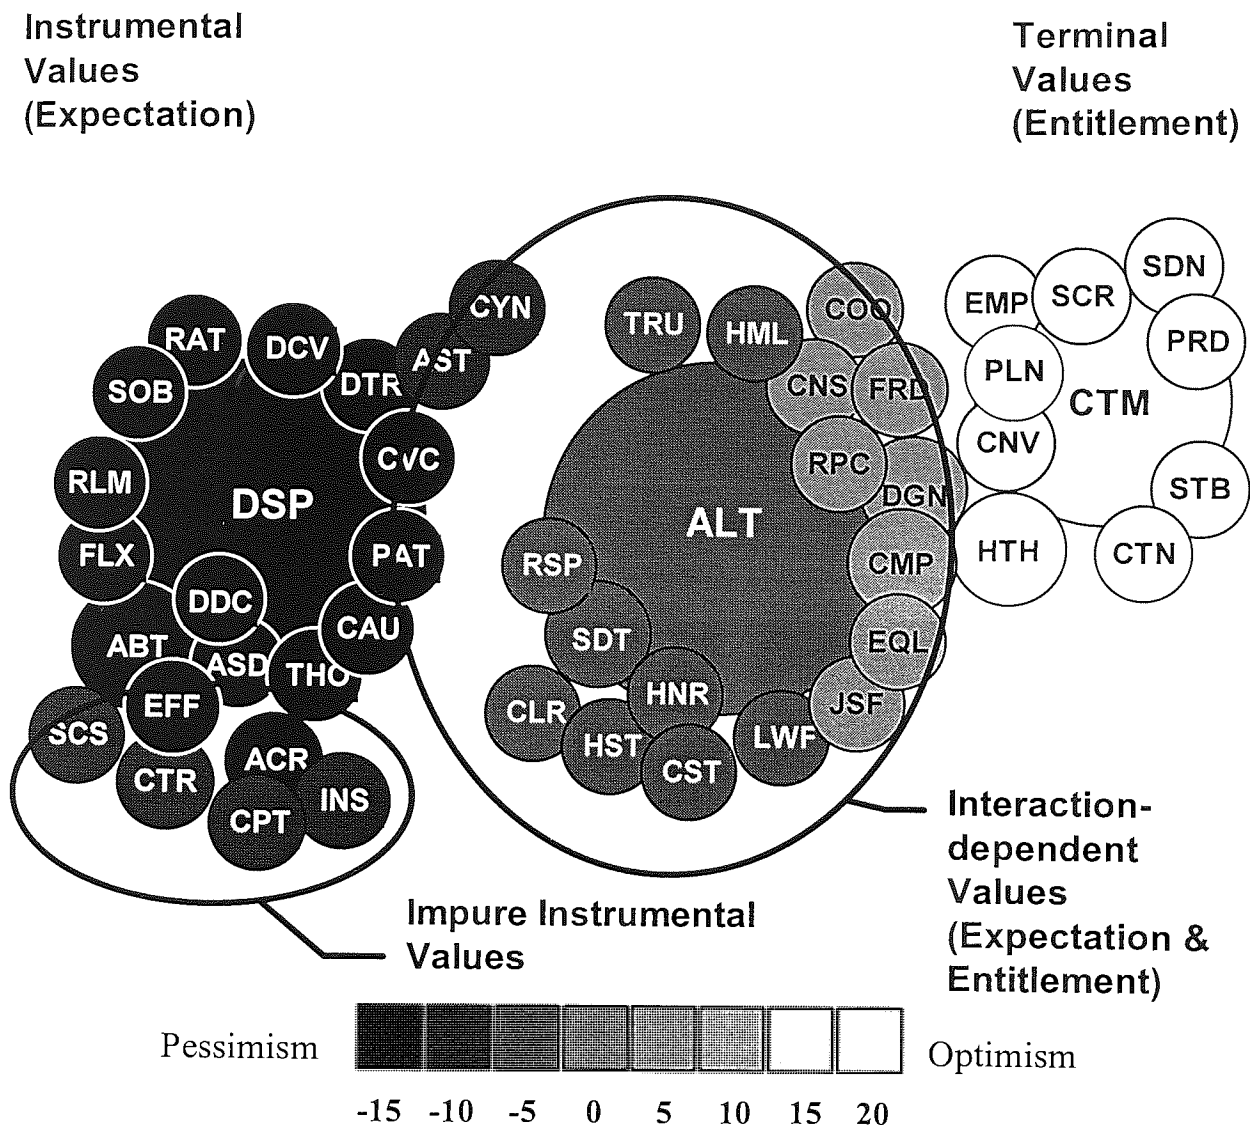 Instrumental
Values
(Expectation)
Terminal
Values
(Entitlement)
CYN
RAT
DCV
AST
DTR
SOB
CVC
RLM
DSP
FLX
PAT
DDC
CAU
ABT
ASD
THO
EFF
SCS
CTR
ACR
INS
CPT
TRU
HML
COO
CNS
FRD
RPC
DGN
ALT
RSP
CMP
SDT
EQL
HNR
JSF
CLR
HST
LWF
CST
EMP
SCR
SDN
PRD
PLN
CTM
CNV
STB
HTH
CTN
Interaction-
dependent
Values
(Expectation &
Entitlement)
Impure Instrumental
Values
Pessimism
Optimism
-15 -10 -5 0 5 10 15 20